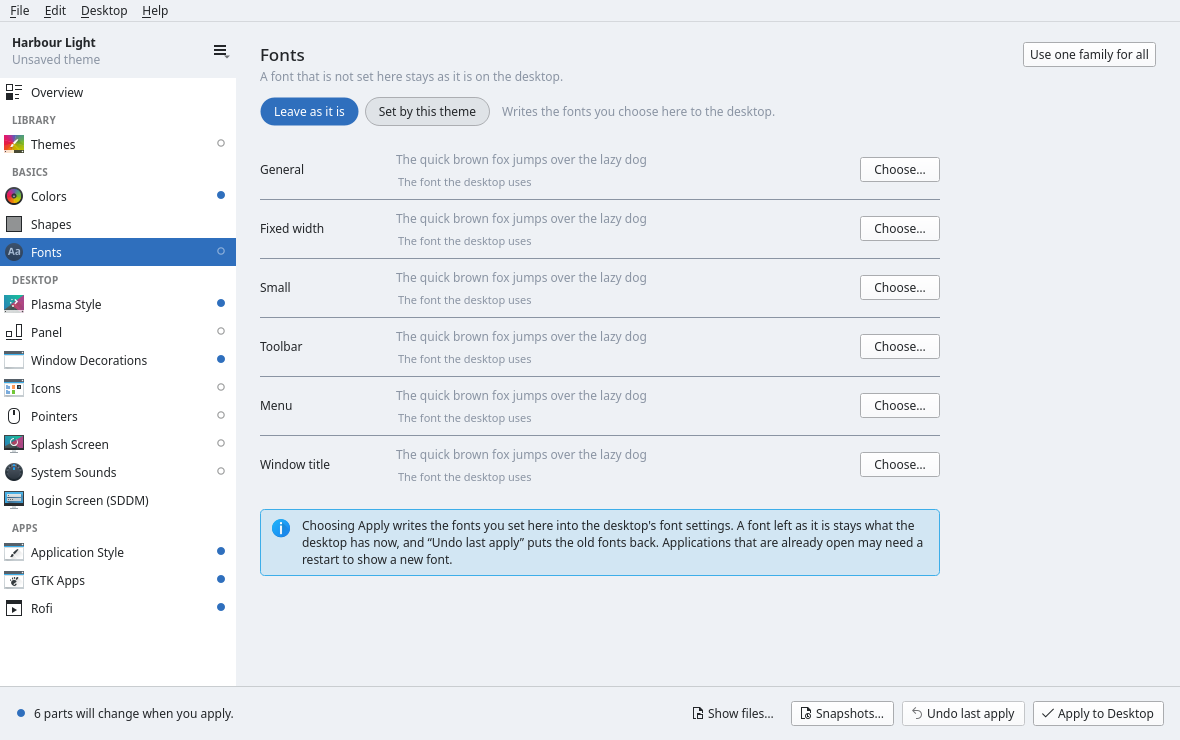 File Edit Desktop Help
Harbour Light
Unsaved theme
Overview
LIBRARY
Themes
BASICS
Colors
Shapes
Aa Fonts
DESKTOP
Plasma Style
Panel
Window Decorations
Icons
Pointers
Splash Screen
System Sounds
Login Screen (SDDM)
APPS
Application Style
GTK Apps
Rofi
Fonts
Use one family for all
A font that is not set here stays as it is on the desktop.
Leave as it is Set by this theme Writes the fonts you choose here to the desktop.
The quick brown fox jumps over the lazy dog
General Choose...
The font the desktop uses
The quick brown fox jumps over the lazy dog
Fixed width Choose...
The font the desktop uses
The quick brown fox jumps over the lazy dog
Small Choose...
The font the desktop uses
The quick brown fox jumps over the lazy dog
Toolbar Choose...
The font the desktop uses
The quick brown fox jumps over the lazy dog
Menu Choose...
The font the desktop uses
The quick brown fox jumps over the lazy dog
Window title Choose...
The font the desktop uses
Choosing Apply writes the fonts you set here into the desktop's font settings. A font left as it is stays what the
desktop has now, and “Undo last apply” puts the old fonts back. Applications that are already open may need a
restart to show a new font.
6 parts will change when you apply.
Show files... Snapshots... Undo last apply Apply to Desktop